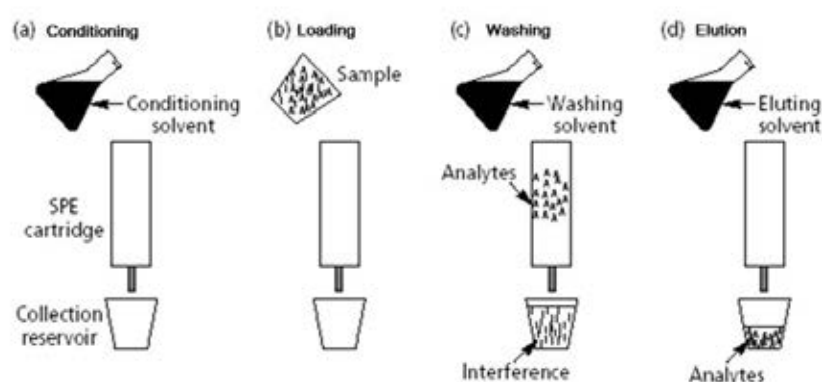 (a) Conditioning
(b) Loading
(c) Washing
(d) Elution
Sample
Conditioning
solvent
Washing
solvent
Eluting
solvent
Analytes
SPE
cartridge
Collection
reservoir
Interference
Analytes